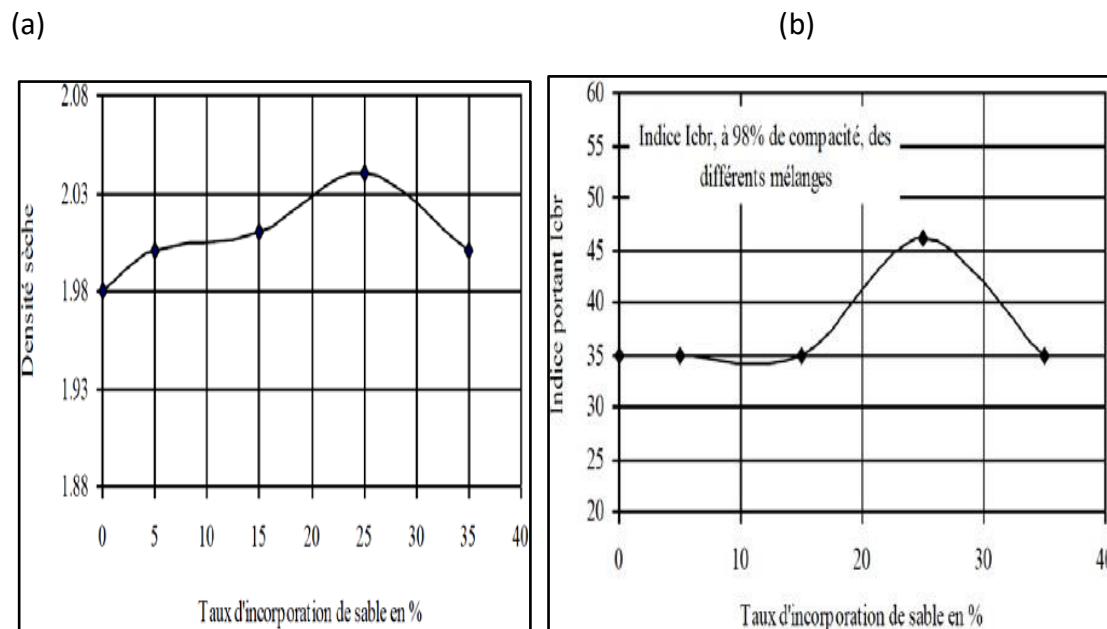 (a)
(b)
Densité sèche
2.08
2.03
1.98
1.93
1.88
0 5 10 15 20 25 30 35 40
Taux d'incorporation de sable en %
Indice portant Icbr
60
55
50
45
40
35
30
25
20
Indice Icbr, à 98% de compacité, des
différents mélanges
0 10 20 30 40
Taux d'incorporation de sable en %